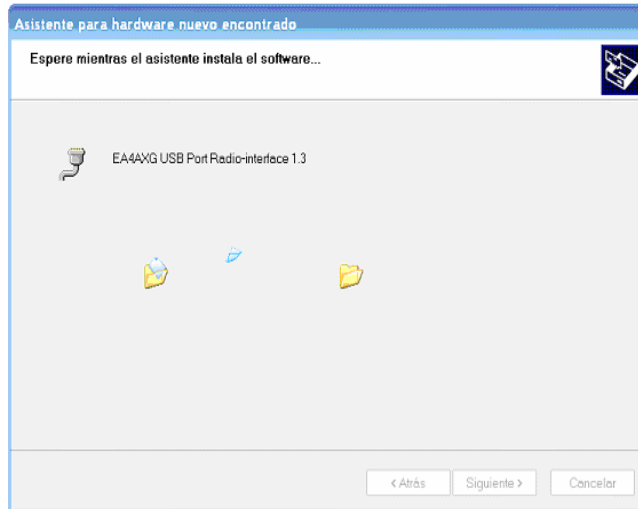 Asistente para hardware nuevo encontrado
Espere mientras el asistente instala el software...
EA4AXG USB Port Radio-interface 1.3
< Atrás
Siguiente >
Cancelar